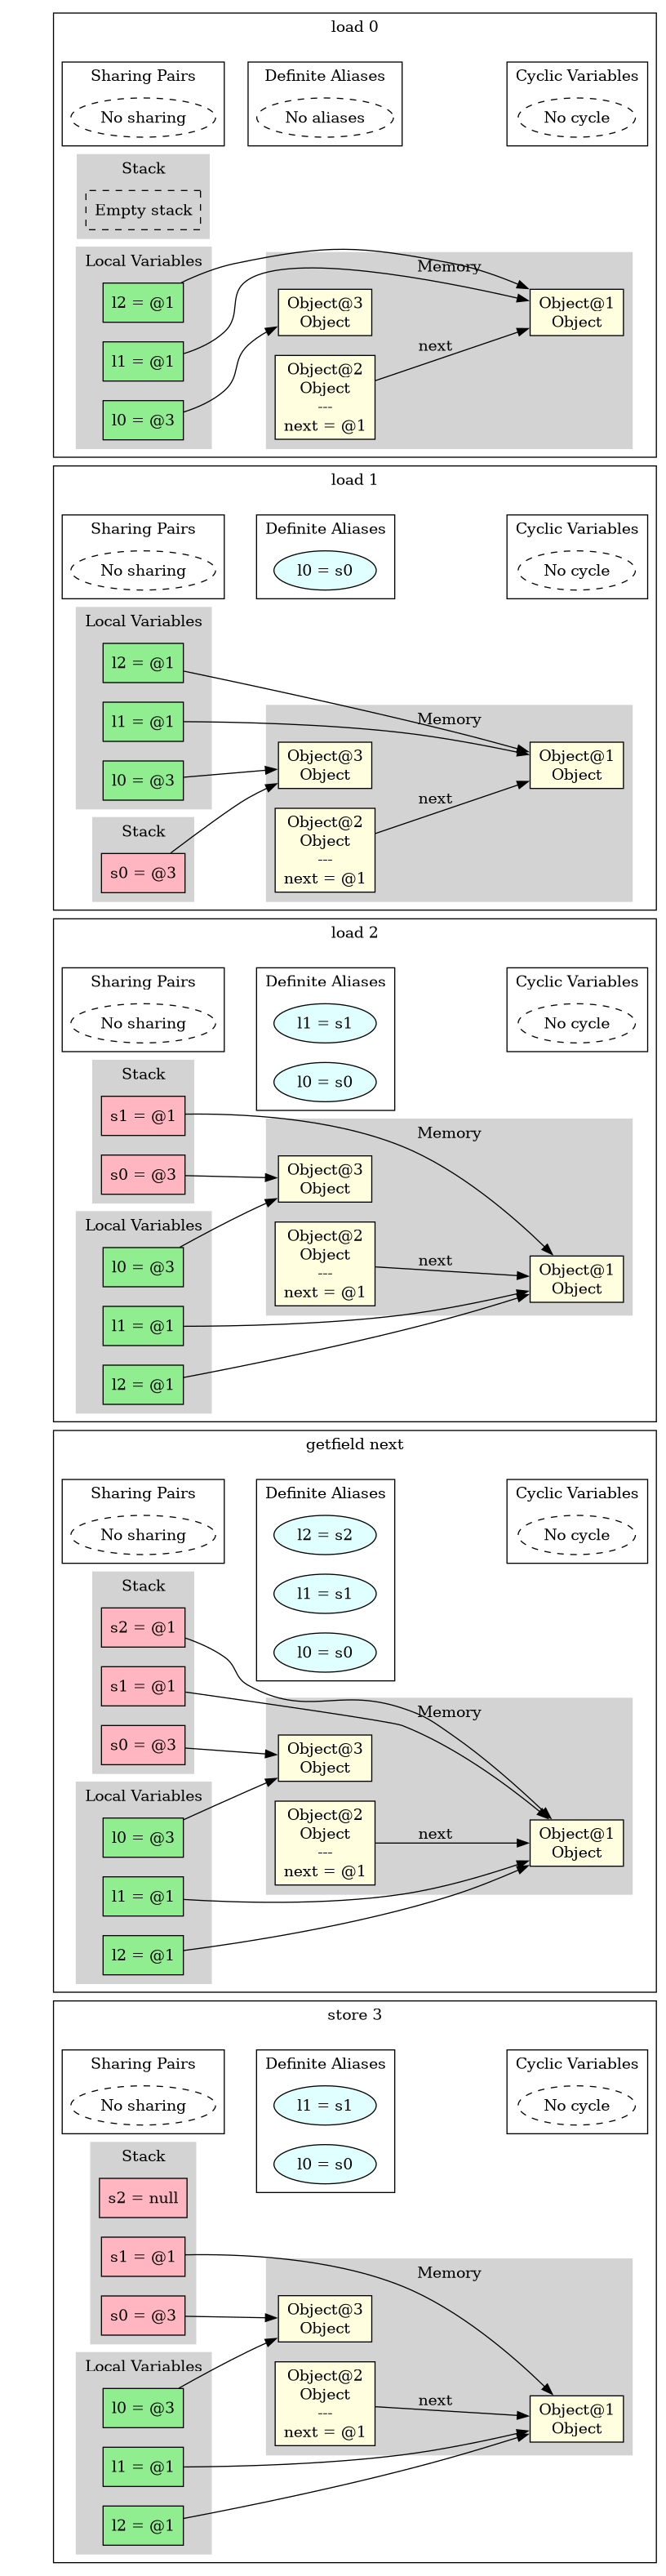 load 0
Sharing Pairs
No sharing
Definite Aliases
No aliases
Cyclic Variables
No cycle
Stack
Empty stack
Local Variables
l2 = @1
l1 = @1
l0 = @3
Memory
Object@3
Object
Object@2
Object
---
next = @1
next
Object@1
Object
load 1
Sharing Pairs
No sharing
Definite Aliases
l0 = s0
Cyclic Variables
No cycle
Local Variables
l2 = @1
l1 = @1
l0 = @3
Stack
s0 = @3
Memory
Object@3
Object
Object@2
Object
---
next = @1
next
Object@1
Object
load 2
Sharing Pairs
No sharing
Definite Aliases
l1 = s1
l0 = s0
Cyclic Variables
No cycle
Stack
s1 = @1
s0 = @3
Local Variables
l0 = @3
l1 = @1
l2 = @1
Memory
Object@3
Object
Object@2
Object
---
next = @1
next
Object@1
Object
getfield next
Sharing Pairs
No sharing
Definite Aliases
l2 = s2
l1 = s1
l0 = s0
Cyclic Variables
No cycle
Stack
s2 = @1
s1 = @1
s0 = @3
Local Variables
l0 = @3
l1 = @1
l2 = @1
Memory
Object@3
Object
Object@2
Object
---
next = @1
next
Object@1
Object
store 3
Sharing Pairs
No sharing
Definite Aliases
l1 = s1
l0 = s0
Cyclic Variables
No cycle
Stack
s2 = null
s1 = @1
s0 = @3
Local Variables
l0 = @3
l1 = @1
l2 = @1
Memory
Object@3
Object
Object@2
Object
---
next = @1
next
Object@1
Object